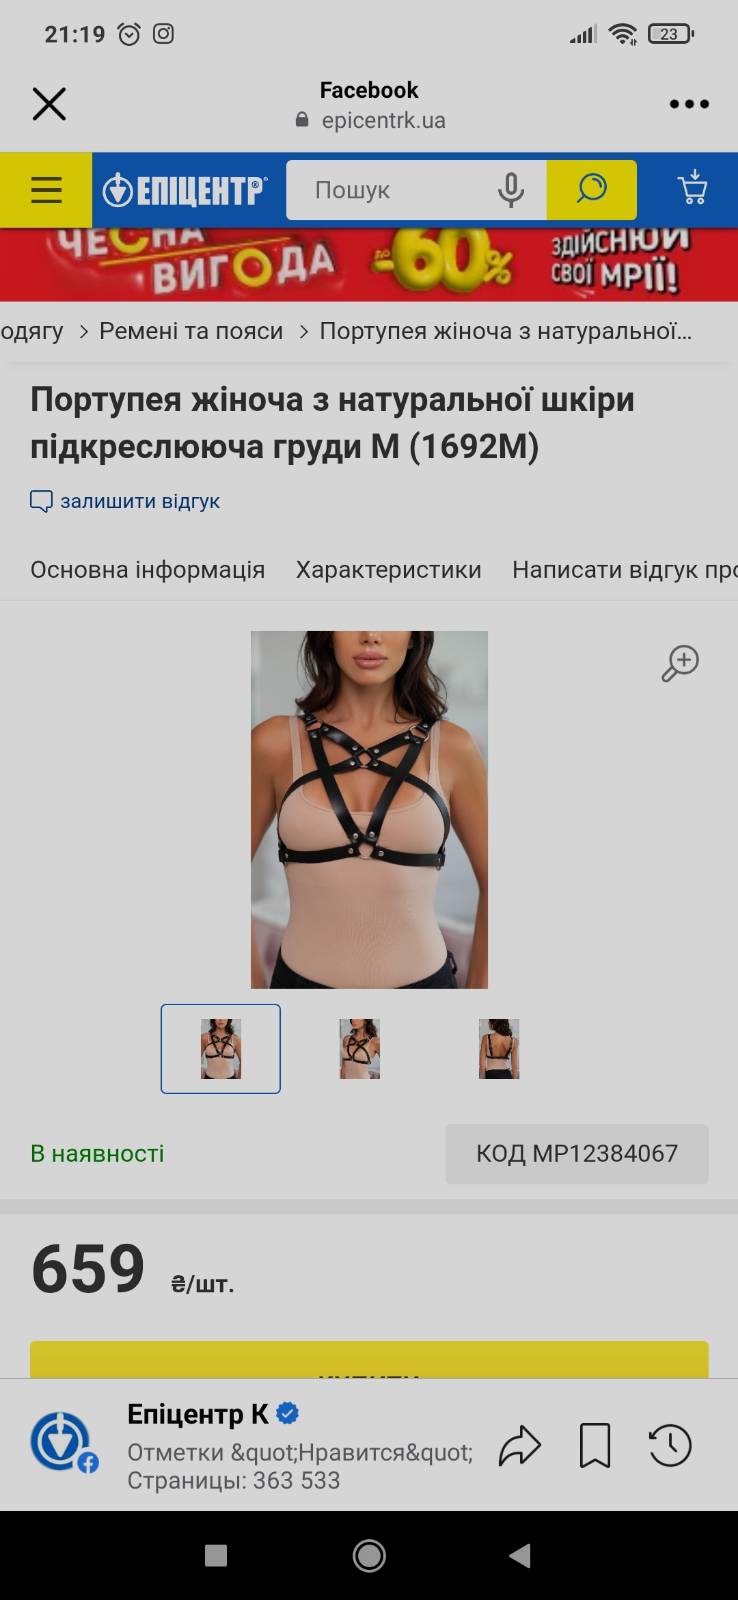 21:19
23
Facebook
epicentrk.ua
ЕПІЦЕНТР®
Пошук
ЧЕСНА
ВИГОДА
до -60%
ЗДІЙСНЮЙ
СВОЇ МРІЇ!
одягу > Ремені та пояси > Портупея жіноча з натуральної...
Портупея жіноча з натуральної шкіри
підкреслююча груди M (1692M)
залишити відгук
Основна інформація Характеристики Написати відгук про
В наявності
КОД MP12384067
659 ₴/шт.
КУПИТИ
Епіцентр К
Отметки &quot;Нравится&quot;
Страницы: 363 533